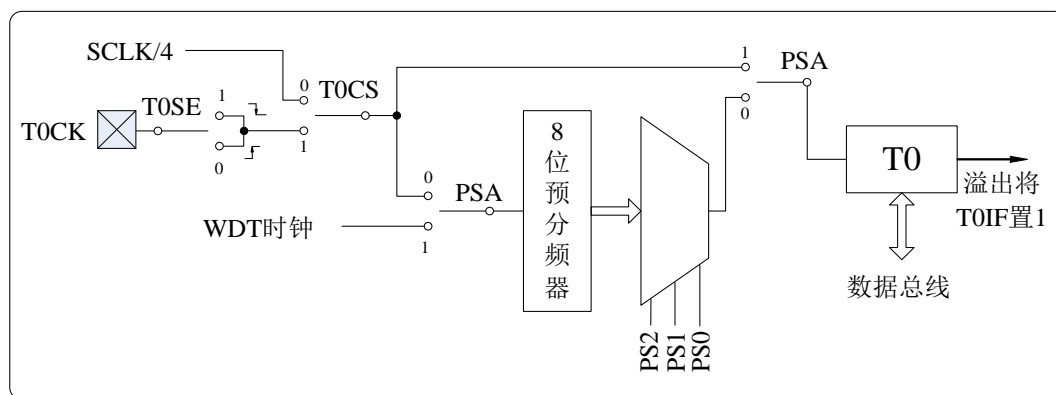 SCLK/4
0
T0CS
1
PSA
0
T0CK
T0SE
1
0
1
0
PSA
WDT时钟
1
8
位
预
分
频
器
PS2
PS1
PS0
T0
溢出将
T0IF置1
数据总线